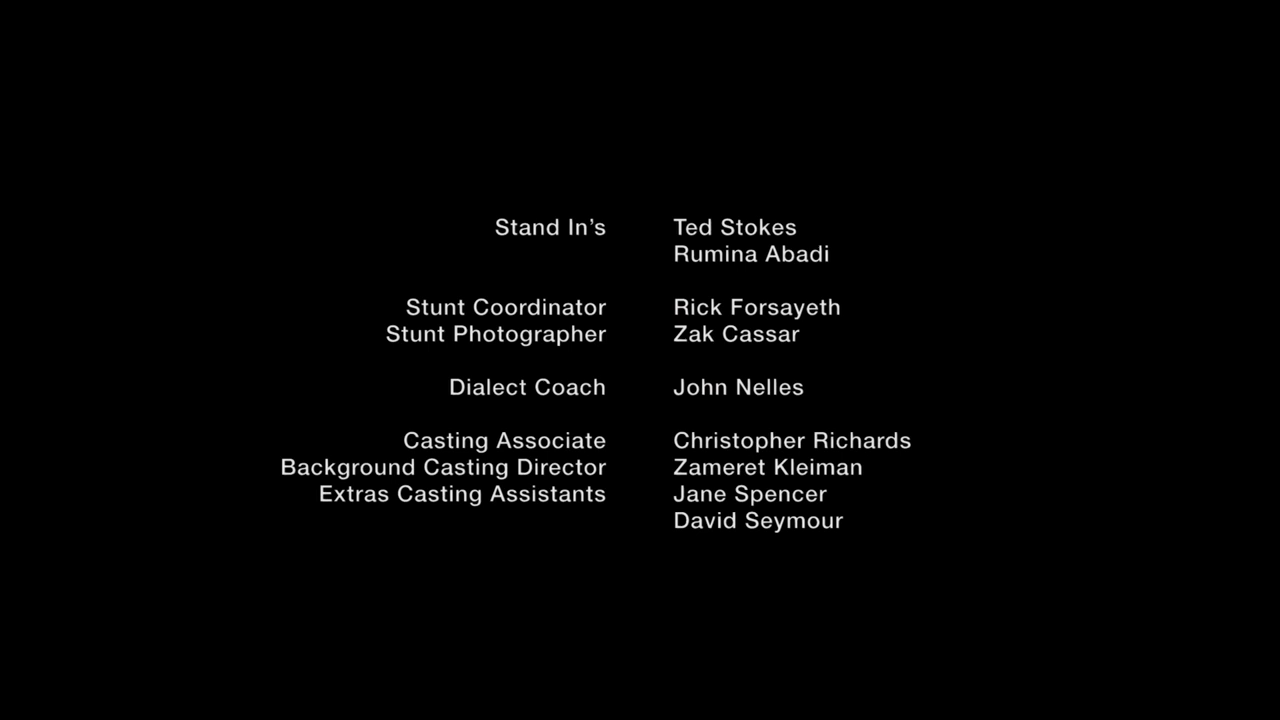 Stand In’s Ted Stokes
Rumina Abadi
Stunt Coordinator Rick Forsayeth
Stunt Photographer Zak Cassar
Dialect Coach John Nelles
Casting Associate Christopher Richards
Background Casting Director Zameret Kleiman
Extras Casting Assistants Jane Spencer
David Seymour